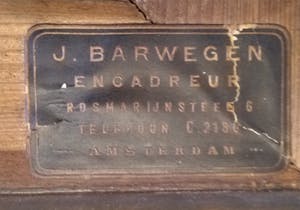 J. BARWEGEN
ENCADREUR
ROSMARIJNSTEEG 6
TELEFOON C. 2180
AMSTERDAM